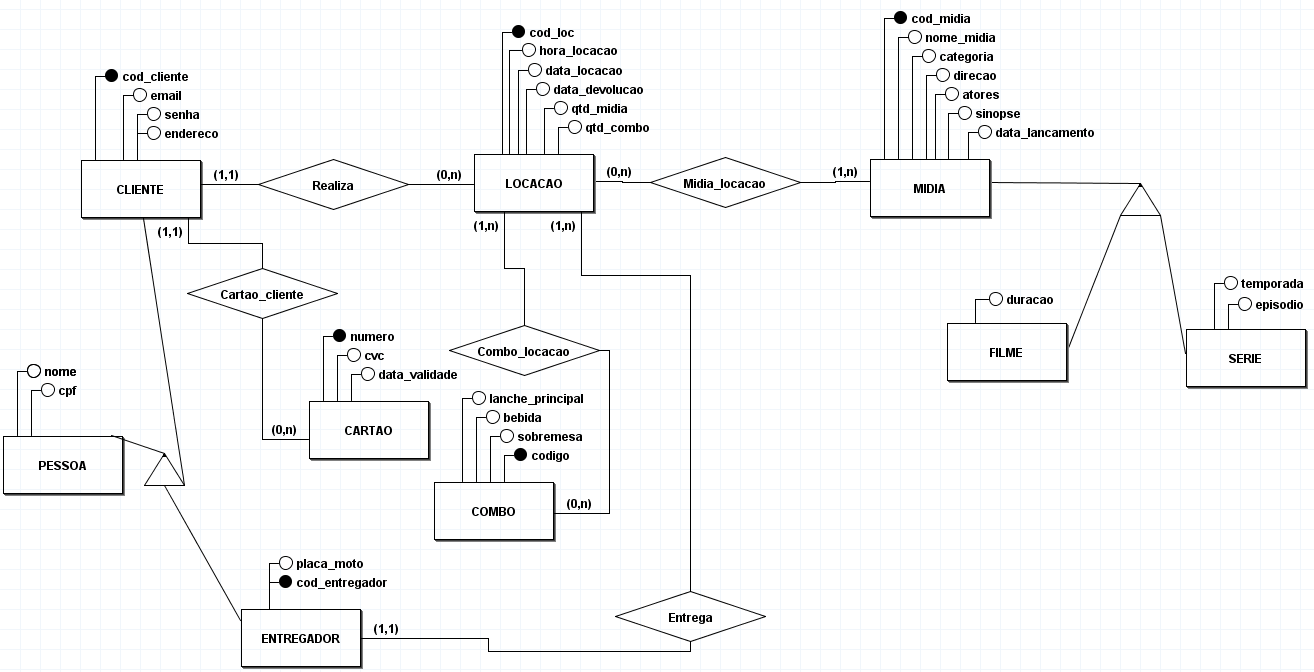 cod_cliente
email
senha
endereco
CLIENTE
(1,1)
Realiza
(0,n)
cod_loc
hora_locacao
data_locacao
data_devolucao
qtd_midia
qtd_combo
LOCACAO
(0,n)
Midia_locacao
(1,n)
cod_midia
nome_midia
categoria
direcao
atores
sinopse
data_lancamento
MIDIA
(1,1)
Cartao_cliente
(1,n)
(1,n)
duracao
FILME
temporada
episodio
SERIE
numero
cvc
data_validade
(0,n)
CARTAO
Combo_locacao
lanche_principal
bebida
sobremesa
codigo
COMBO
(0,n)
nome
cpf
PESSOA
placa_moto
cod_entregador
ENTREGADOR
(1,1)
Entrega